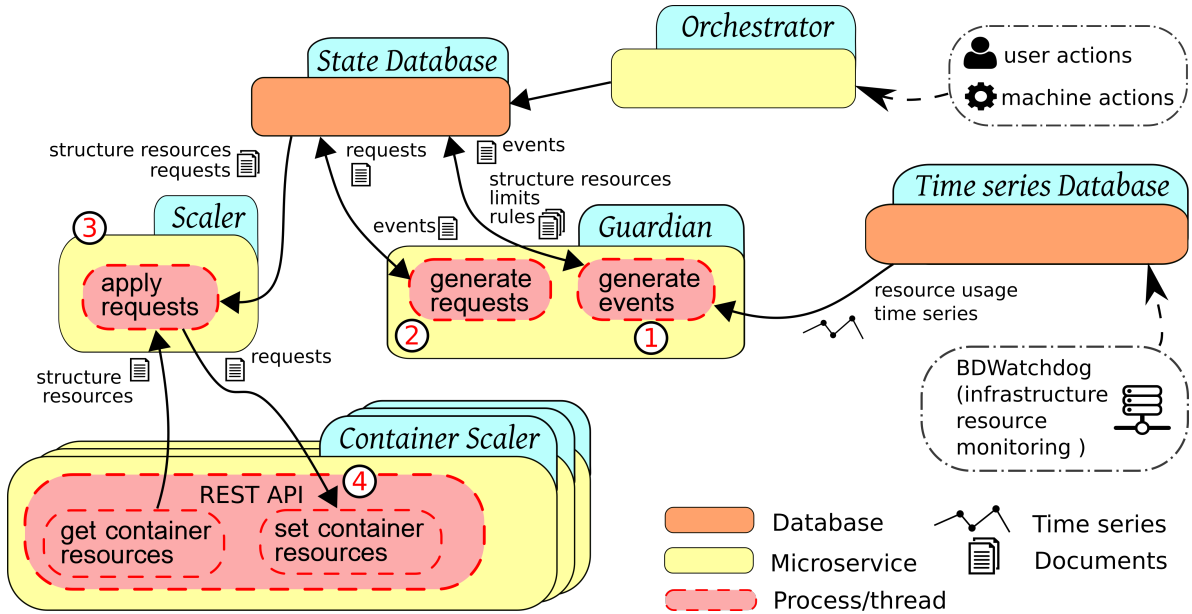 Orchestrator
State Database
user actions
machine actions
structure resources
requests
requests
events
structure resources
limits
rules
events
Time series Database
Scaler
3
apply
requests
Guardian
generate
requests
2
generate
events
1
resource usage
time series
structure
resources
requests
BDWatchdog
(infrastructure
resource
monitoring )
Container Scaler
4
REST API
get container
resources
set container
resources
Database
Microservice
Process/thread
Time series
Documents